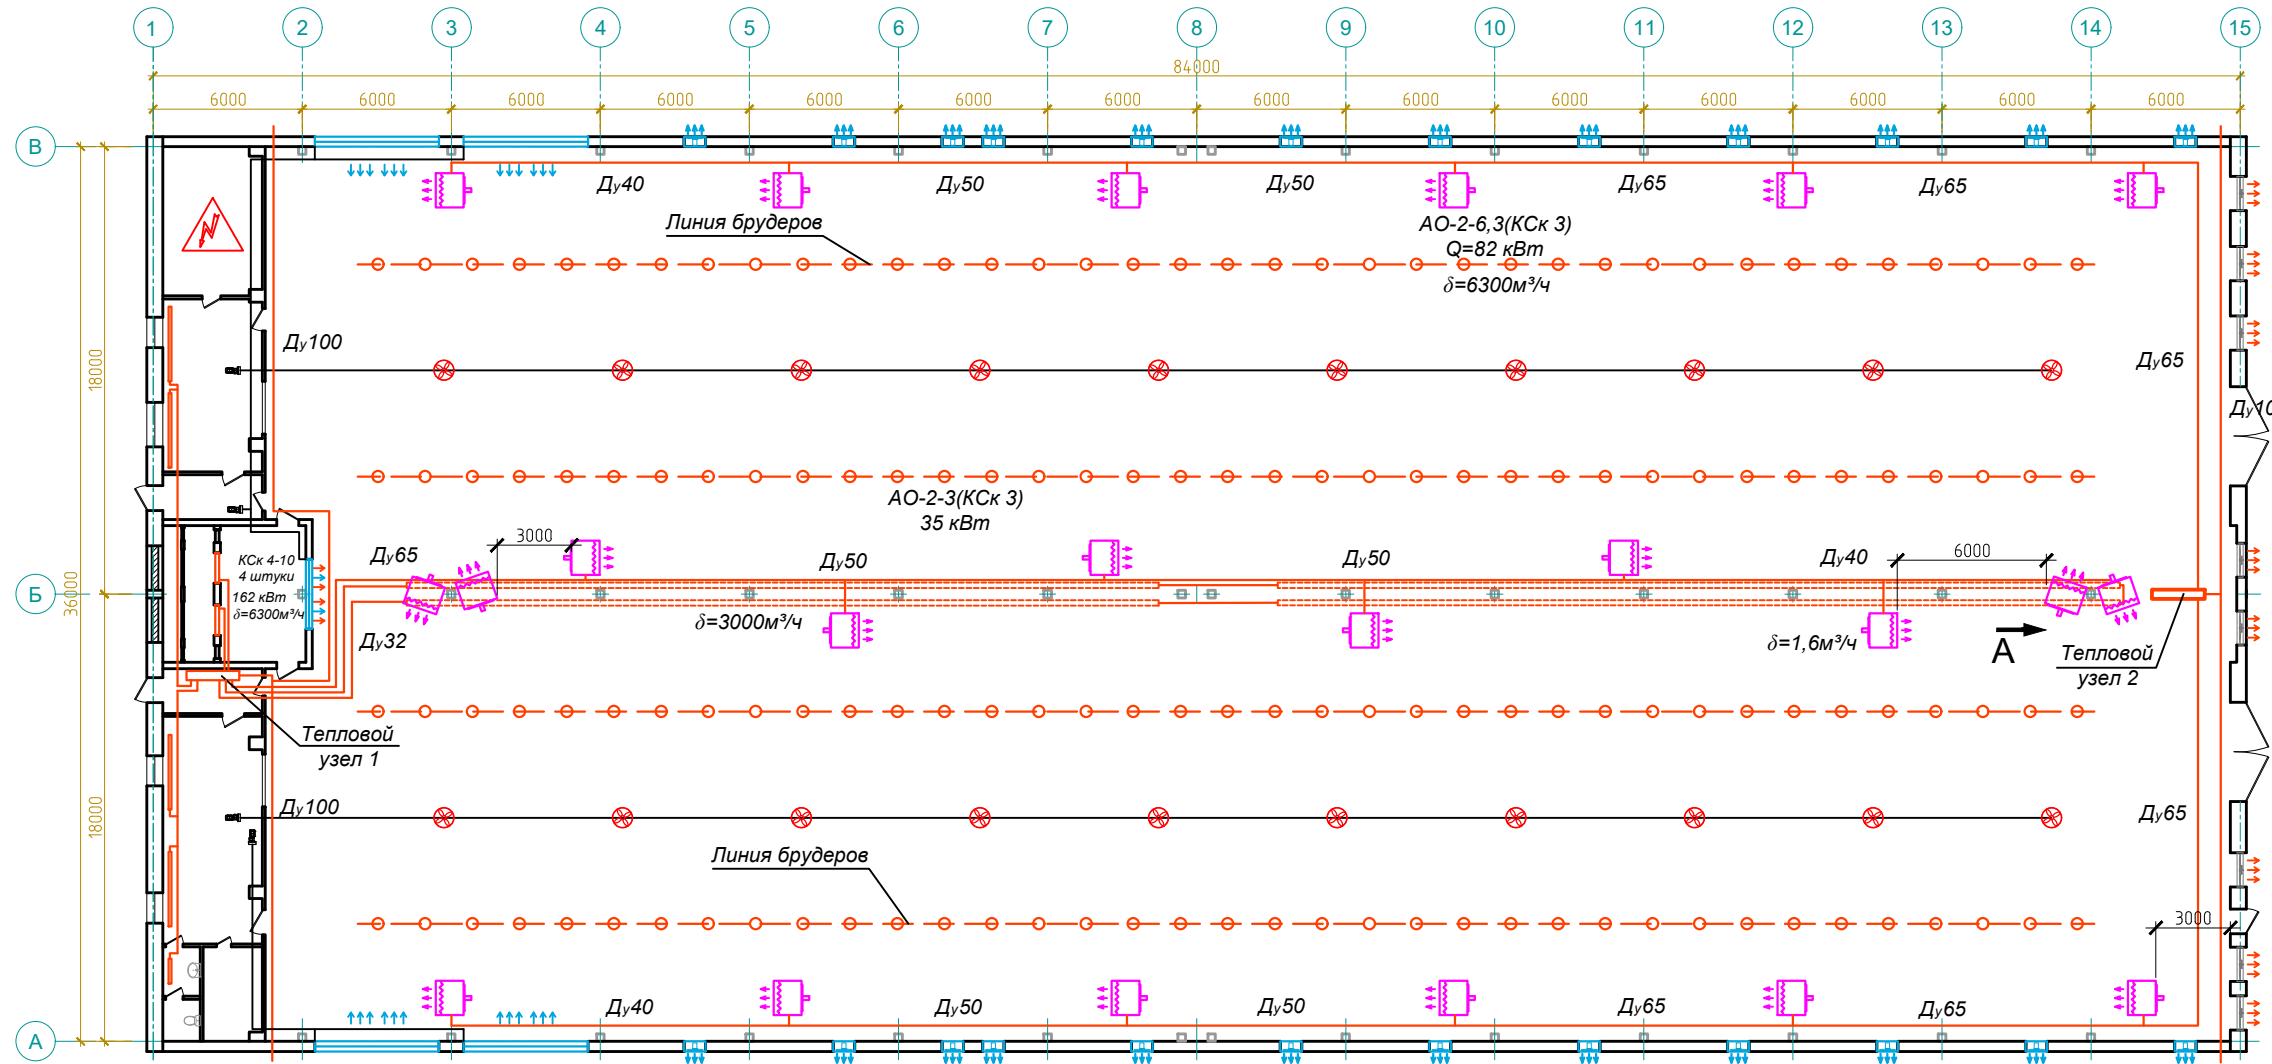 1 2 3 4 5 6 7 8 9 10 11 12 13 14 15
84000
6000 6000 6000 6000 6000 6000 6000 6000 6000 6000 6000 6000 6000 6000
В
Ду40 Ду50 Ду50 Ду65 Ду65
Линия брудеров
АО-2-6,3(КСк 3)
Q=82 кВт
δ=6300м³/ч
Ду100
18000
Ду65
Ду10
АО-2-3(КСк 3)
35 кВт
3000
6000
Ду65 Ду50 Ду50 Ду40
КСк 4-10
4 штуки
162 кВт
δ=6300м³/ч
Б
36000
δ=3000м³/ч
Ду32
δ=1,6м³/ч
А
Тепловой
узел 2
Тепловой
узел 1
Ду100
18000
Ду65
Линия брудеров
3000
Ду40 Ду50 Ду50 Ду65 Ду65
А